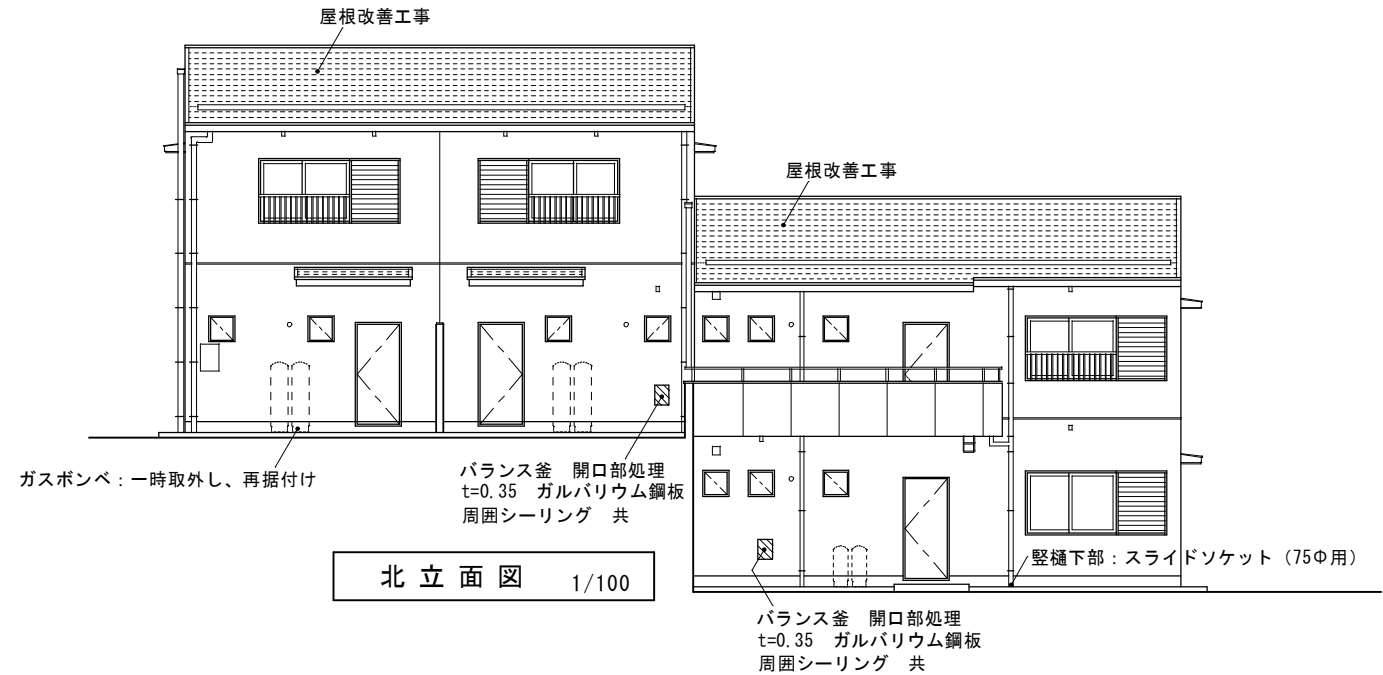 屋根改善工事
屋根改善工事
ガスボンベ：一時取外し、再据付け
バランス釜　開口部処理
t=0.35　ガルバリウム鋼板
周囲シーリング　共
北立面図　1/100
竪樋下部：スライドソケット（75Φ用）
バランス釜　開口部処理
t=0.35　ガルバリウム鋼板
周囲シーリング　共